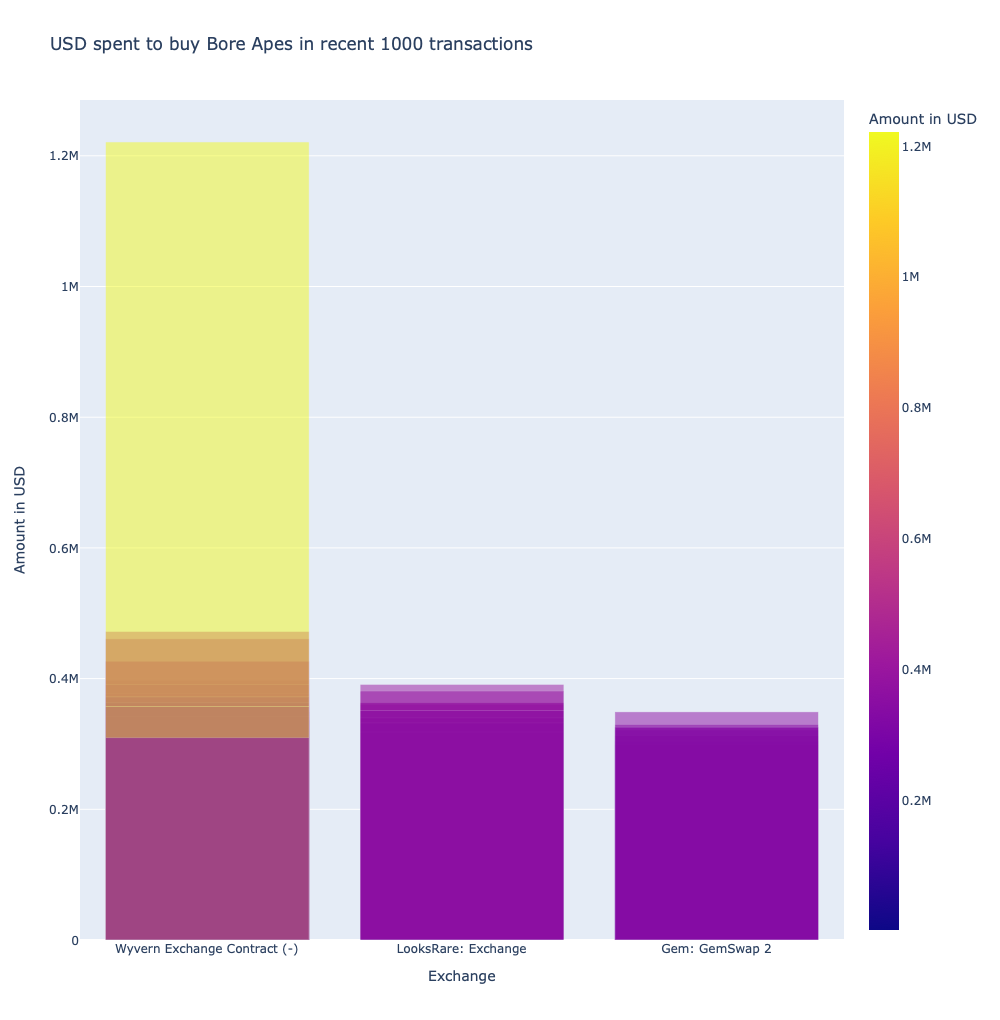 USD spent to buy Bore Apes in recent 1000 transactions
Amount in USD
1.2M
1M
0.8M
0.6M
0.4M
0.2M
0
Wyvern Exchange Contract (-)
LooksRare: Exchange
Gem: GemSwap 2
Exchange
Amount in USD
1.2M
1M
0.8M
0.6M
0.4M
0.2M